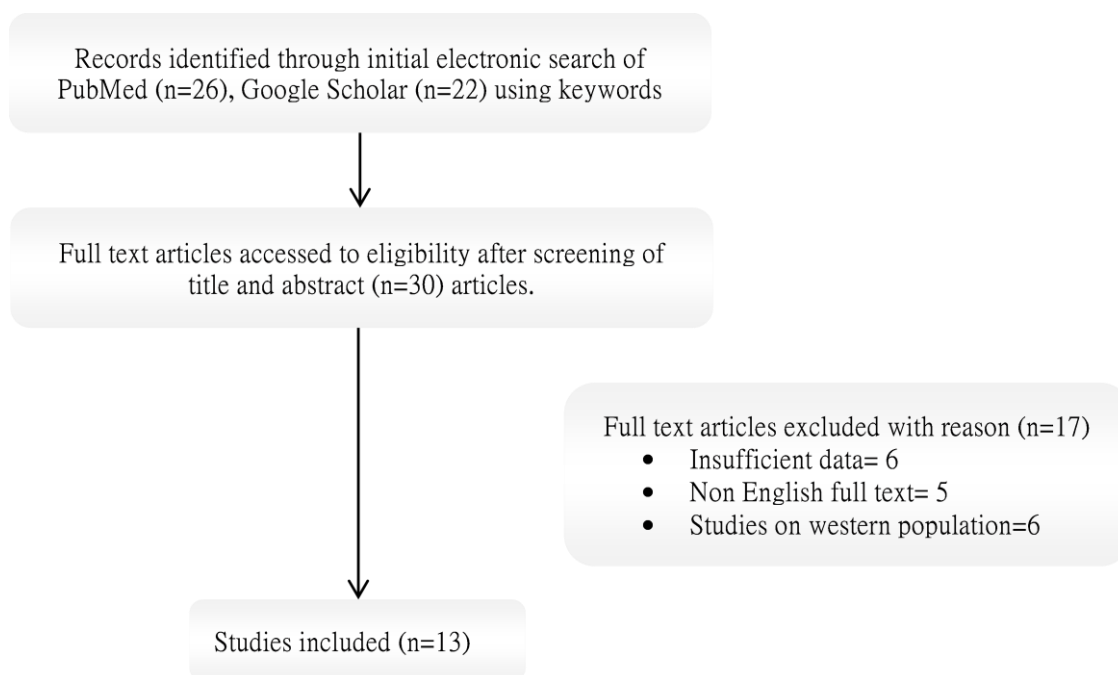 Records identified through initial electronic search of
PubMed (n=26), Google Scholar (n=22) using keywords
Full text articles accessed to eligibility after screening of
title and abstract (n=30) articles.
Full text articles excluded with reason (n=17)
• Insufficient data= 6
• Non English full text= 5
• Studies on western population=6
Studies included (n=13)